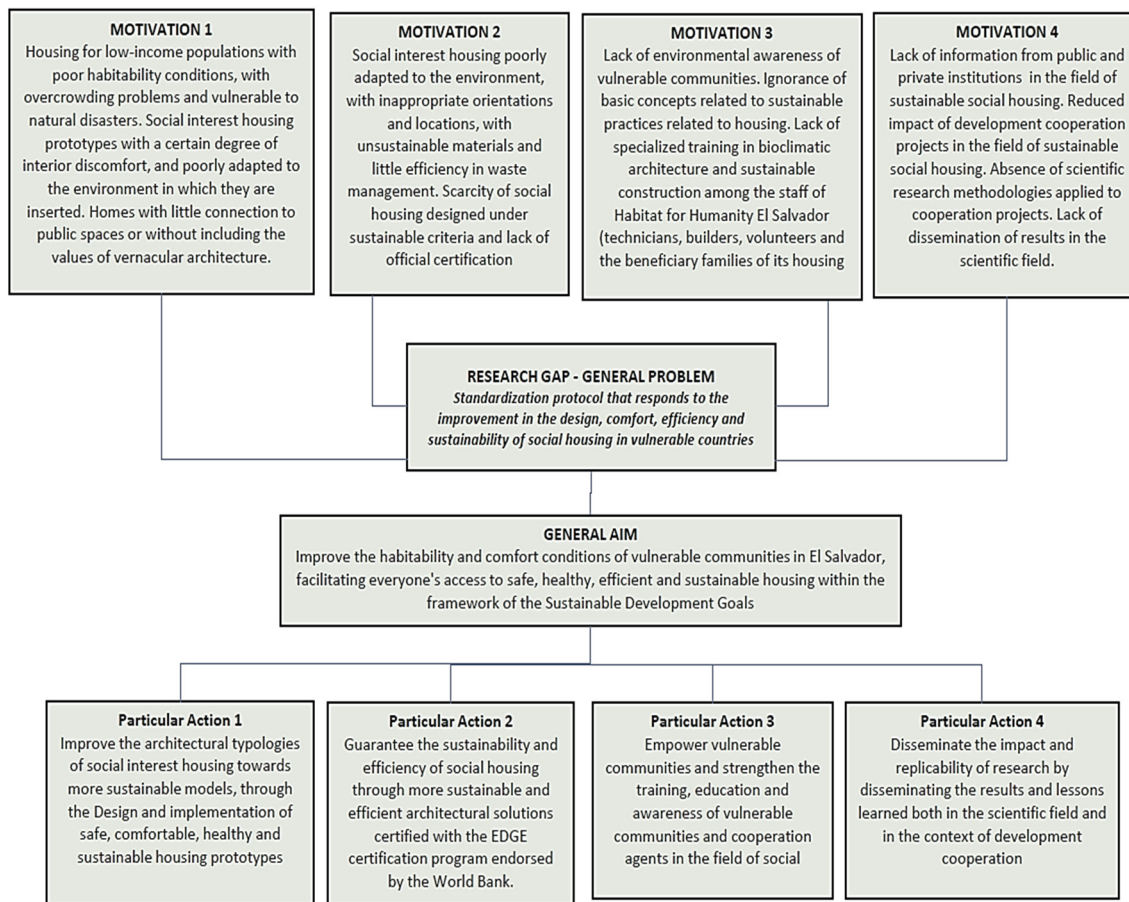 MOTIVATION 1
Housing for low-income populations with
poor habitability conditions, with
overcrowding problems and vulnerable to
natural disasters. Social interest housing
prototypes with a certain degree of
interior discomfort, and poorly adapted to
the environment in which they are
inserted. Homes with little connection to
public spaces or without including the
values of vernacular architecture.
MOTIVATION 2
Social interest housing poorly
adapted to the environment,
with inappropriate orientations
and locations, with
unsustainable materials and
little efficiency in waste
management. Scarcity of social
housing designed under
sustainable criteria and lack of
official certification
MOTIVATION 3
Lack of environmental awareness of
vulnerable communities. Ignorance of
basic concepts related to sustainable
practices related to housing. Lack of
specialized training in bioclimatic
architecture and sustainable
construction among the staff of
Habitat for Humanity El Salvador
(technicians, builders, volunteers and
the beneficiary families of its housing
MOTIVATION 4
Lack of information from public and
private institutions in the field of
sustainable social housing. Reduced
impact of development cooperation
projects in the field of sustainable
social housing. Absence of scientific
research methodologies applied to
cooperation projects. Lack of
dissemination of results in the
scientific field.
RESEARCH GAP - GENERAL PROBLEM
Standardization protocol that responds to the
improvement in the design, comfort, efficiency and
sustainability of social housing in vulnerable countries
GENERAL AIM
Improve the habitability and comfort conditions of vulnerable communities in El Salvador,
facilitating everyone's access to safe, healthy, efficient and sustainable housing within the
framework of the Sustainable Development Goals
Particular Action 1
Improve the architectural typologies
of social interest housing towards
more sustainable models, through
the Design and implementation of
safe, comfortable, healthy and
sustainable housing prototypes
Particular Action 2
Guarantee the sustainability and
efficiency of social housing
through more sustainable and
efficient architectural solutions
certified with the EDGE
certification program endorsed
by the World Bank.
Particular Action 3
Empower vulnerable
communities and strengthen the
training, education and
awareness of vulnerable
communities and cooperation
agents in the field of social
Particular Action 4
Disseminate the impact and
replicability of research by
disseminating the results and lessons
learned both in the scientific field and
in the context of development
cooperation